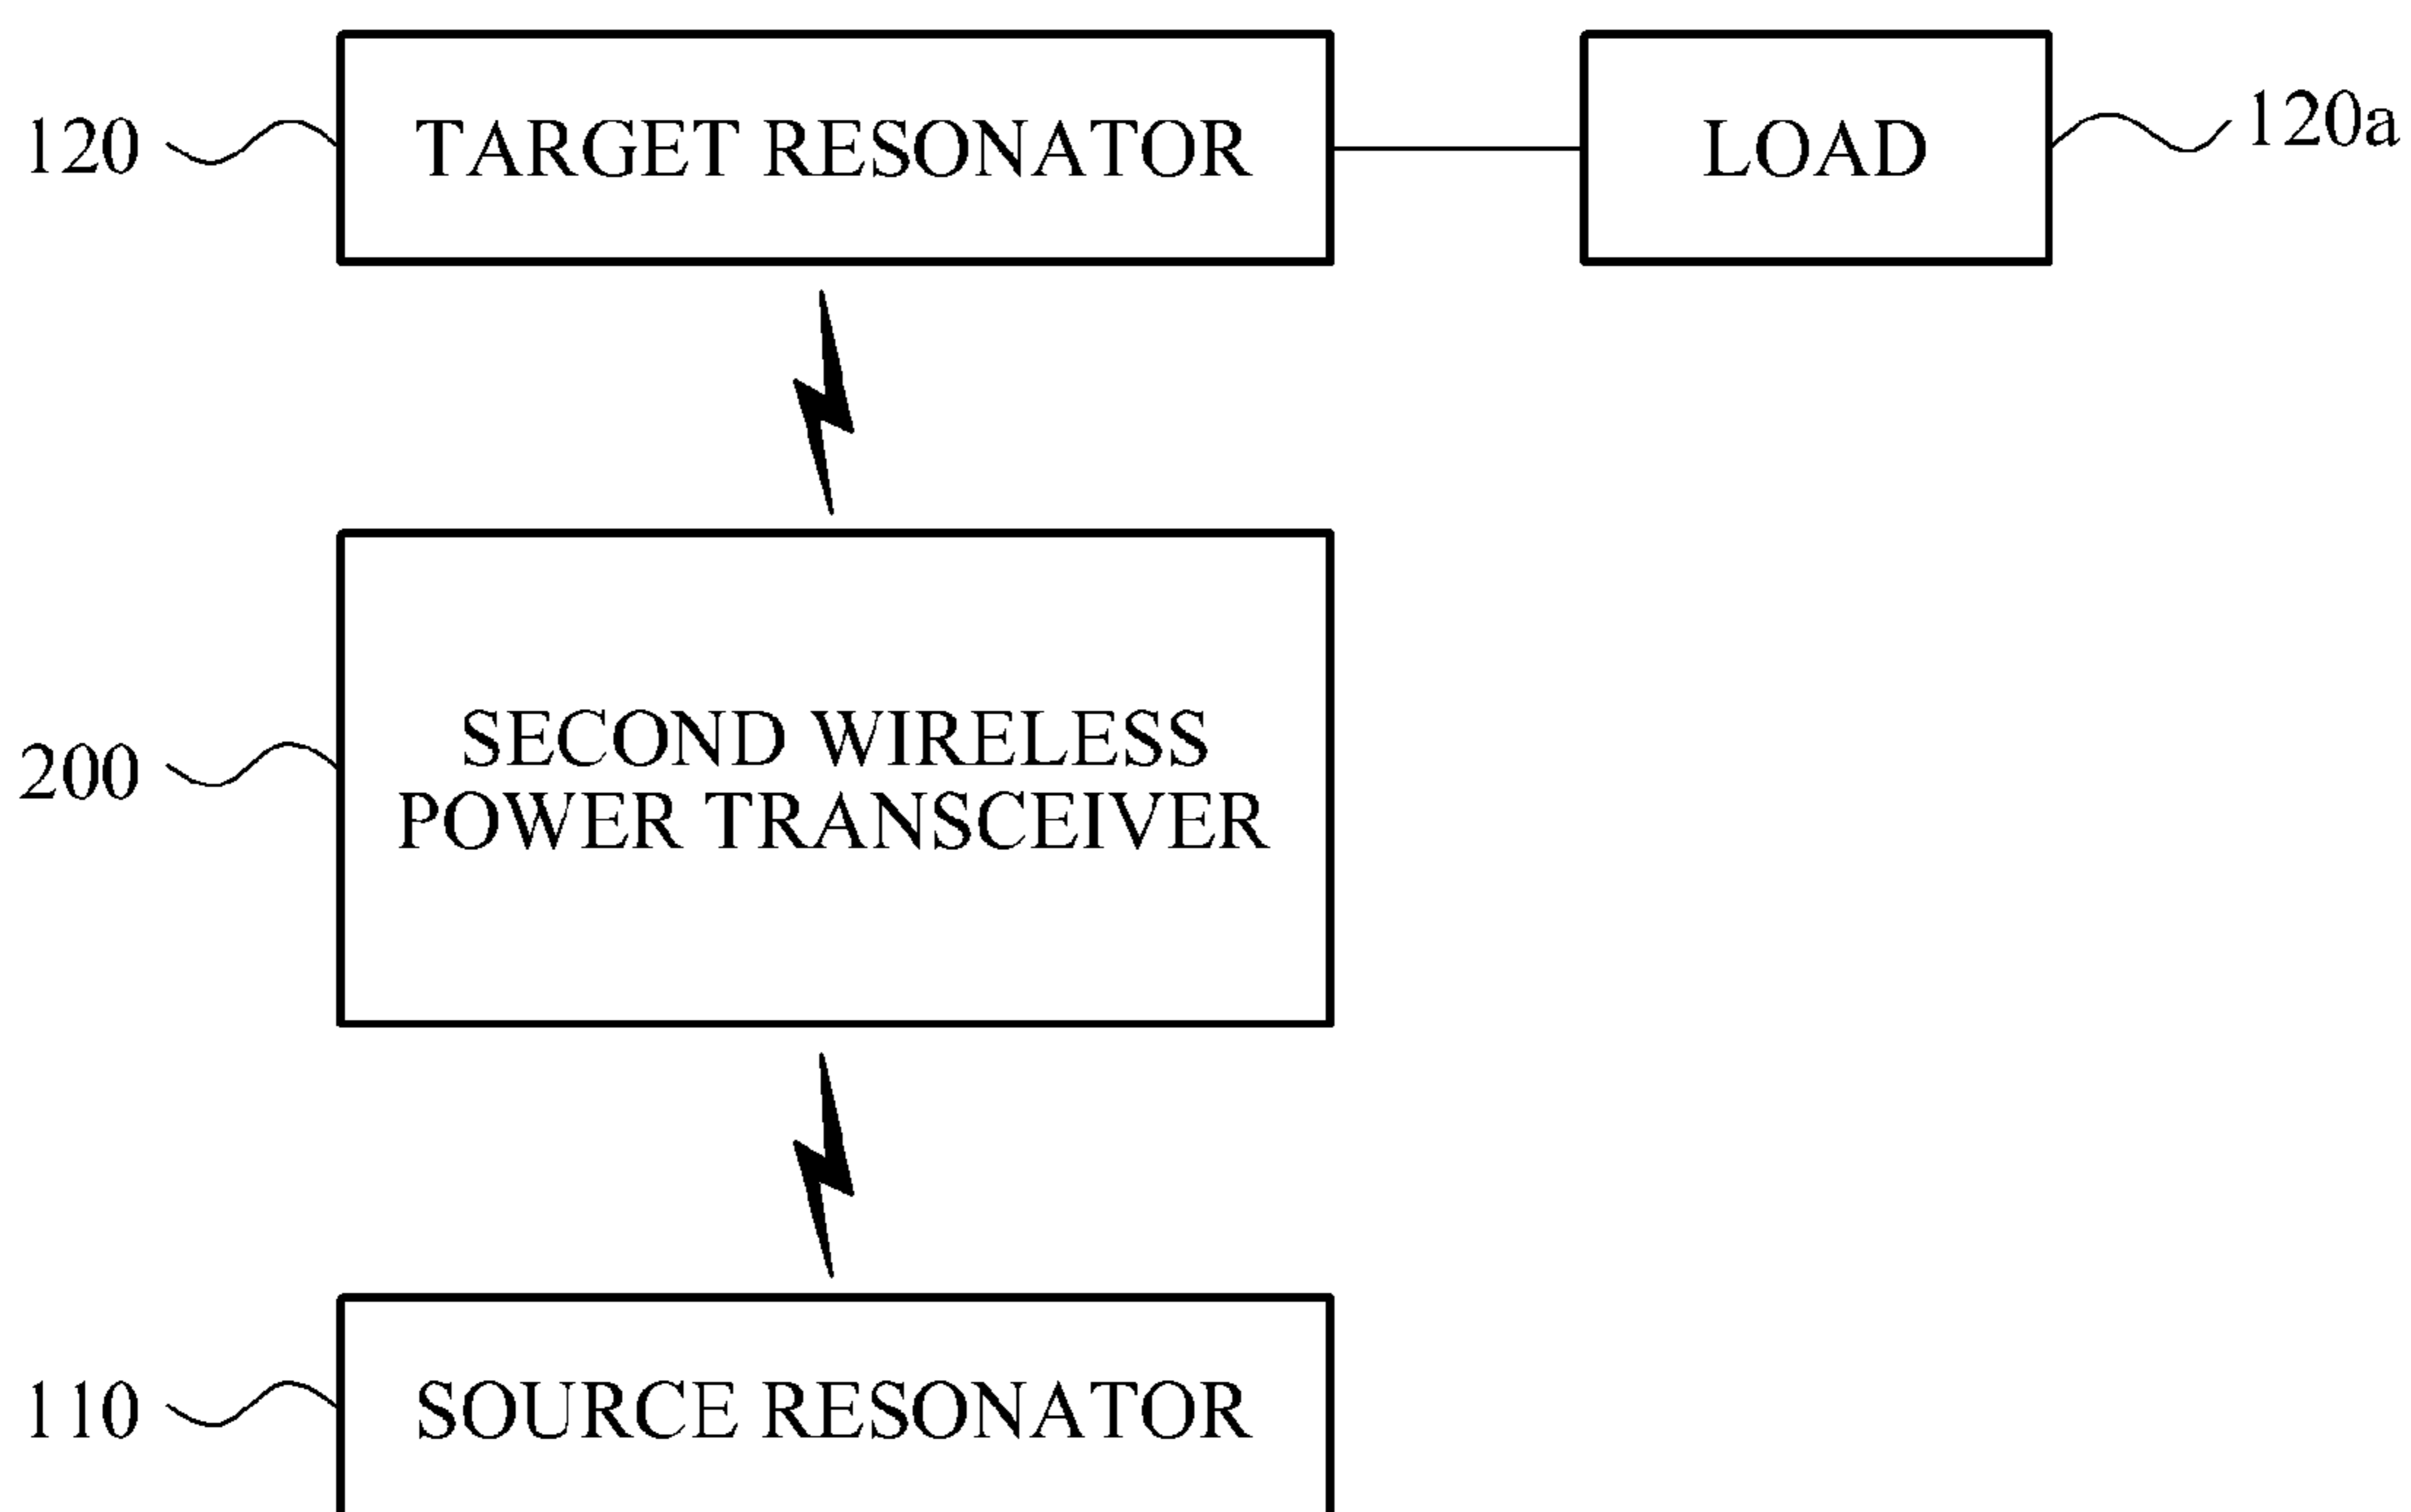 120
TARGET RESONATOR
LOAD
120a
200
SECOND WIRELESS
POWER TRANSCEIVER
110
SOURCE RESONATOR